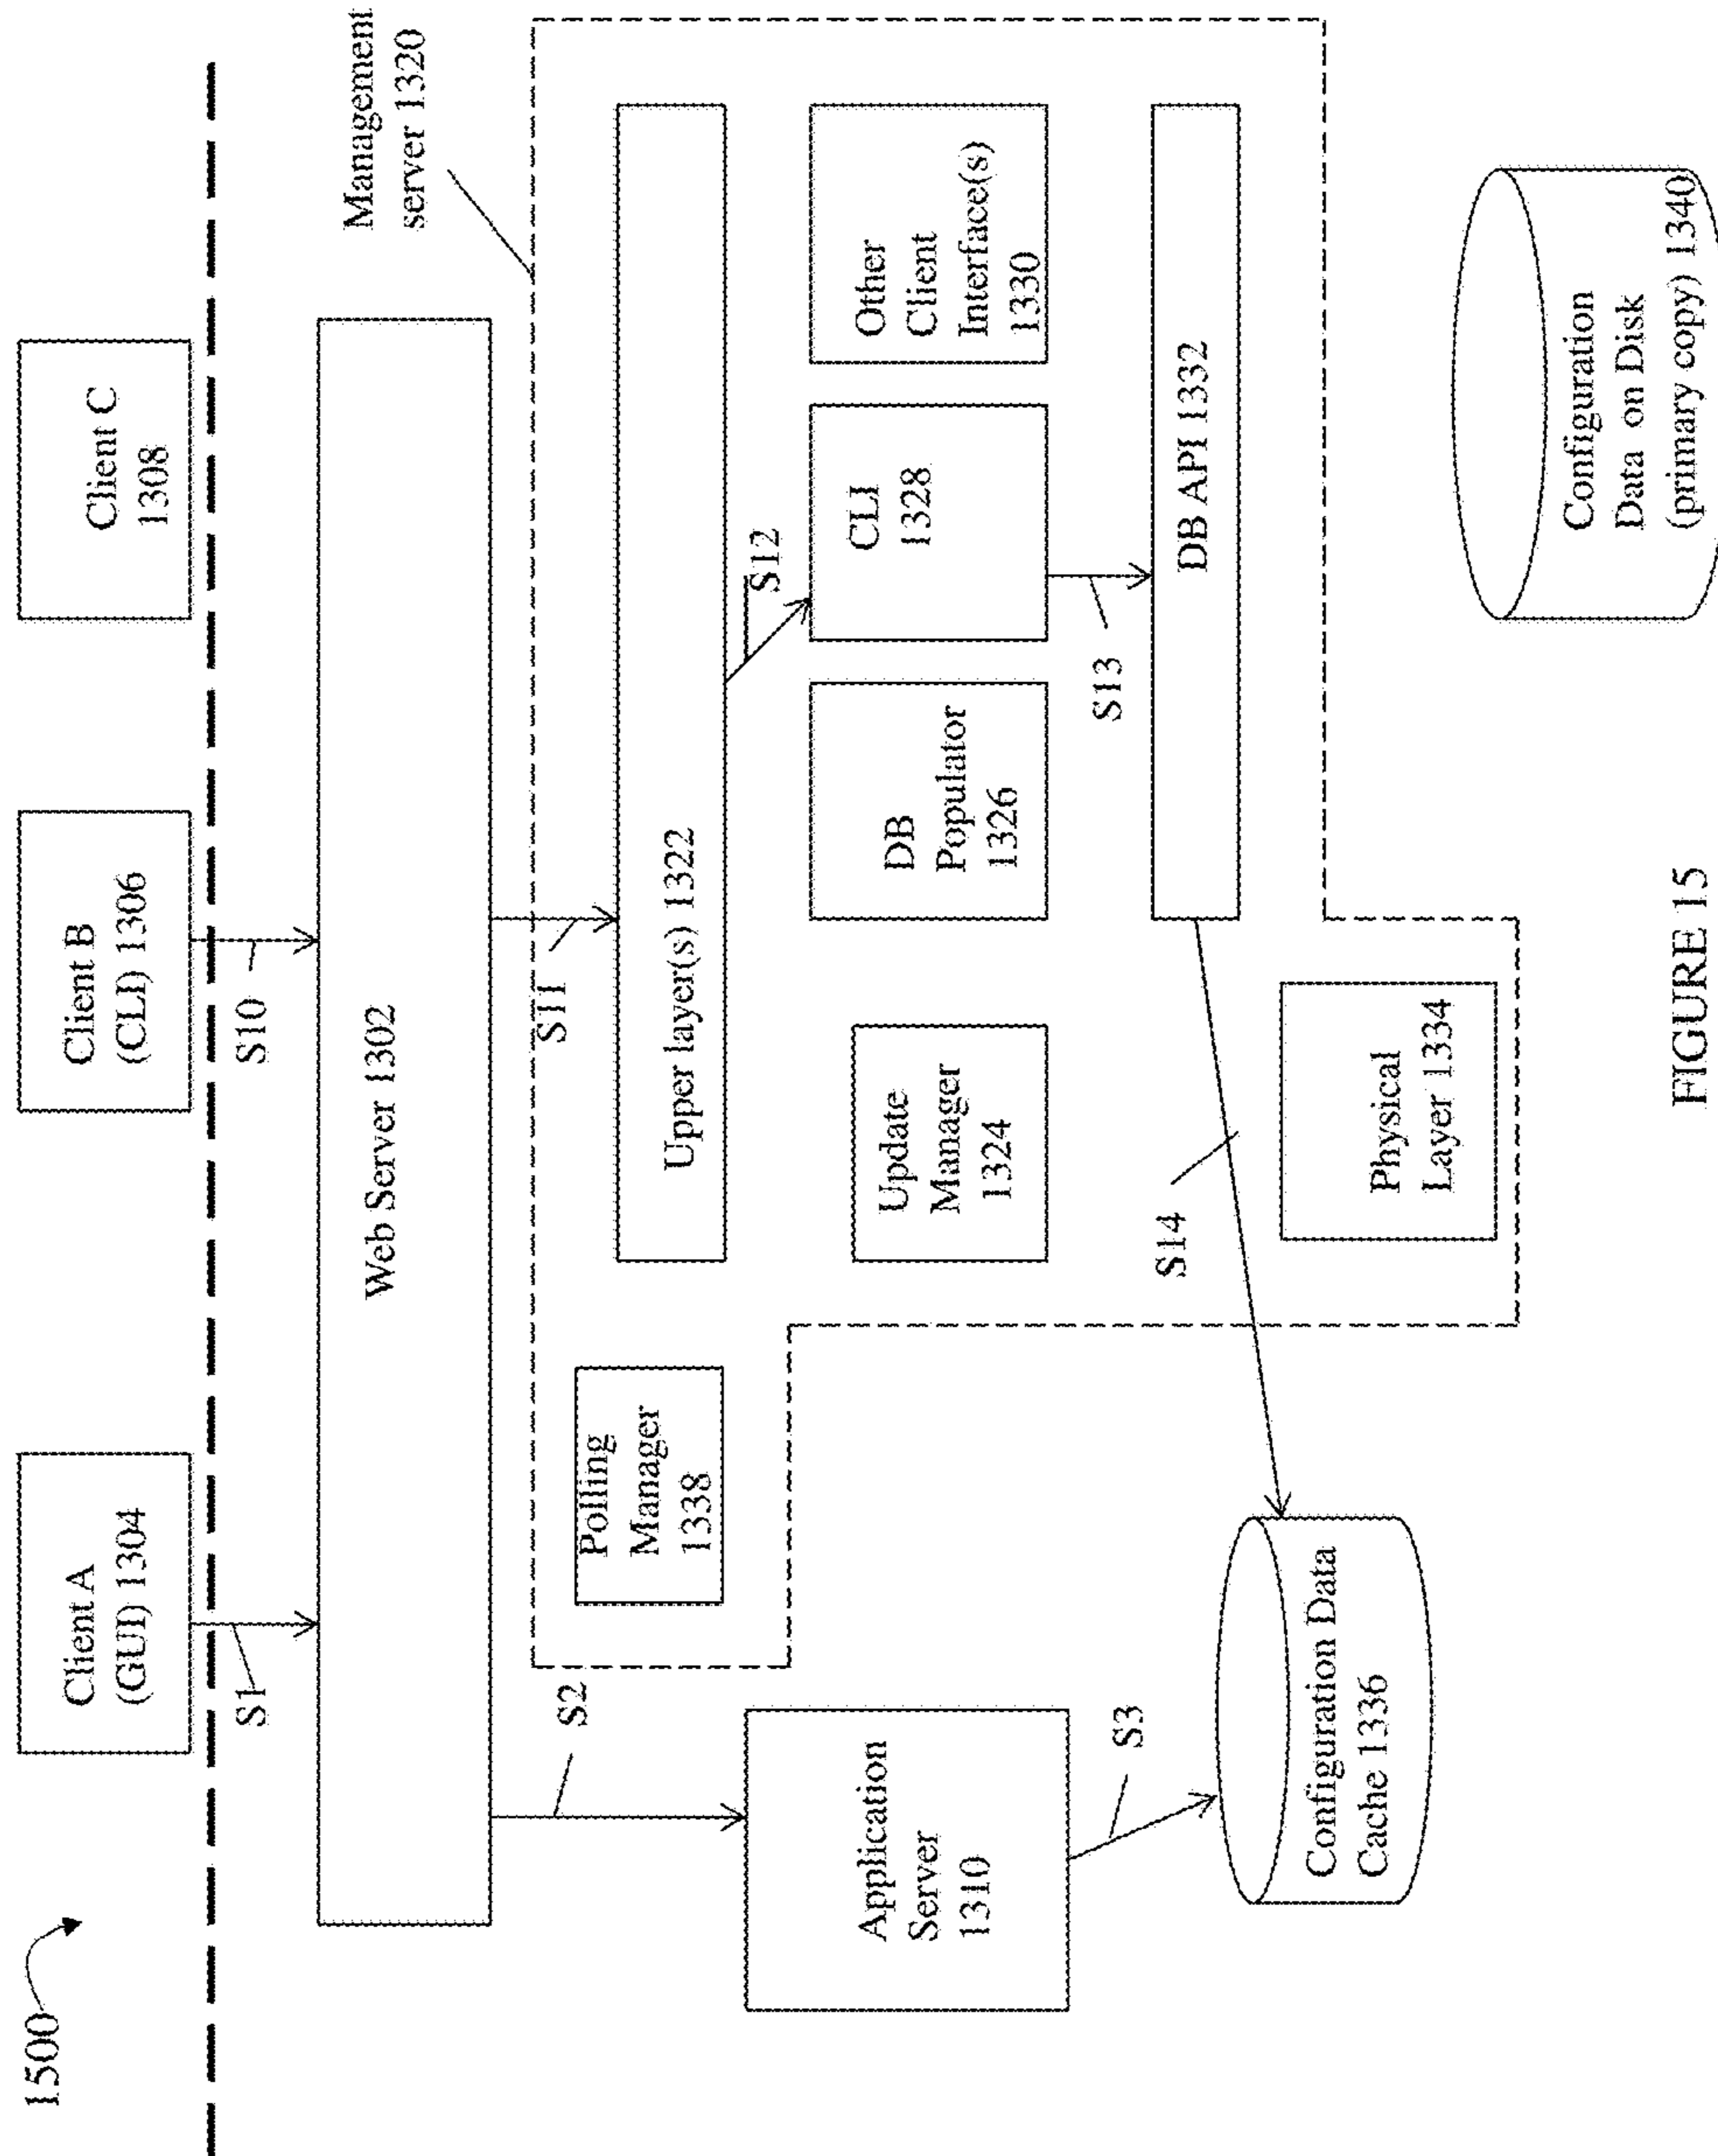 1500
Client A
(GUI) 1304
Client B
(CLI) 1306
Client C
1308
S1
S10
Management
server 1320
Web Server 1302
S2
S11
Polling
Manager
1338
Upper layer(s) 1322
S12
Application
Server
1310
Update
Manager
1324
DB
Populator
1326
CLI
1328
Other
Client
Interface(s)
1330
S3
S14
S13
DB API 1332
Configuration Data
Cache 1336
Physical
Layer 1334
Configuration
Data on Disk
(primary copy) 1340
FIGURE 15